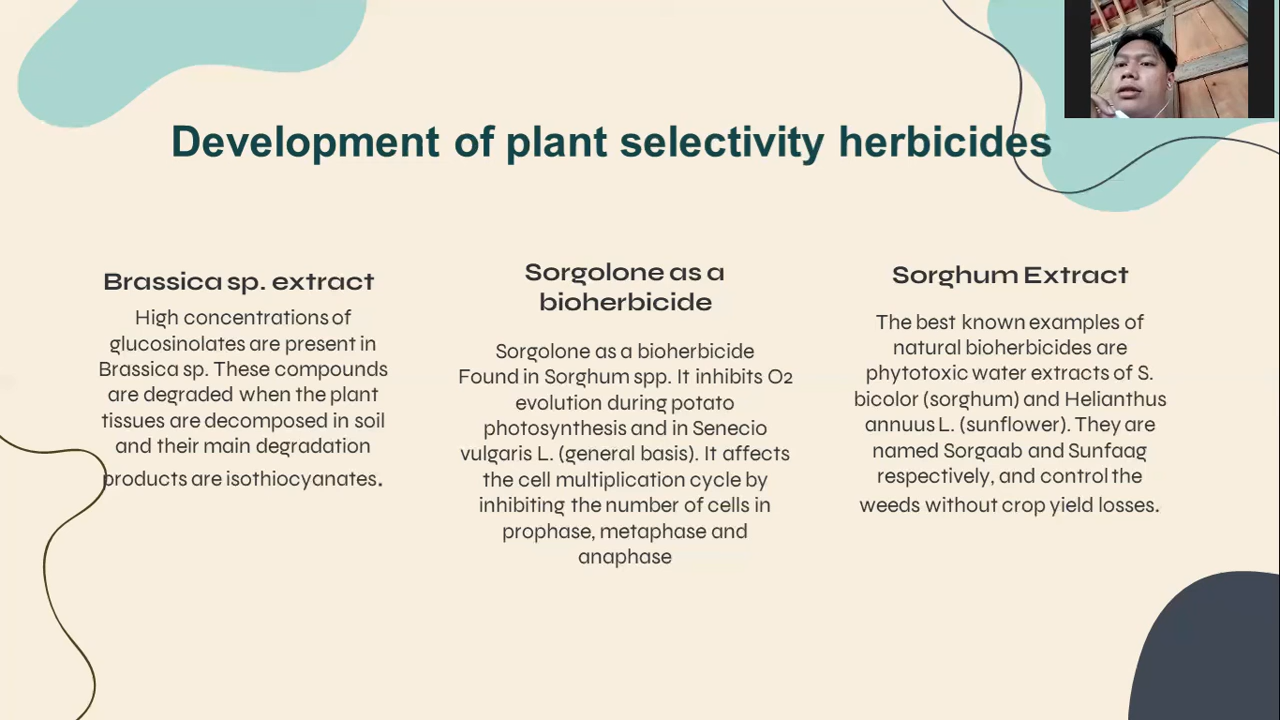 Development of plant selectivity herbicides
Brassica sp. extract
High concentrations of
glucosinolates are present in
Brassica sp. These compounds
are degraded when the plant
tissues are decomposed in soil
and their main degradation
products are isothiocyanates.
Sorgolone as a
bioherbicide
Sorgolone as a bioherbicide
Found in Sorghum spp. It inhibits O2
evolution during potato
photosynthesis and in Senecio
vulgaris L. (general basis). It affects
the cell multiplication cycle by
inhibiting the number of cells in
prophase, metaphase and
anaphase
Sorghum Extract
The best known examples of
natural bioherbicides are
phytotoxic water extracts of S.
bicolor (sorghum) and Helianthus
annuus L. (sunflower). They are
named Sorgaab and Sunfaag
respectively, and control the
weeds without crop yield losses.